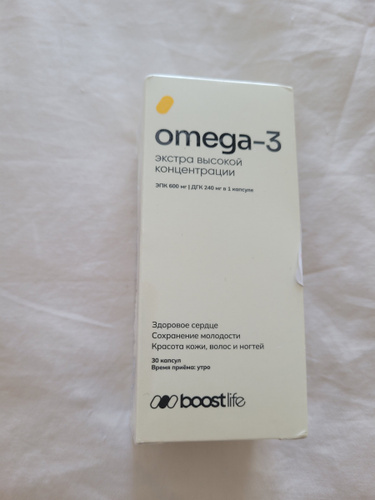 omega-3
экстра высокой
концентрации
ЭПК 600 мг | ДГК 240 мг в 1 капсуле
Здоровое сердце
Сохранение молодости
Красота кожи, волос и ногтей
30 капсул
Время приёма: утро
boostlife